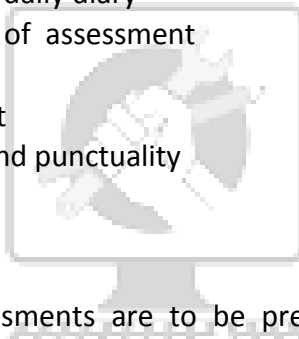 daily diary
of assessment
t
nd punctuality
sments are to be pre